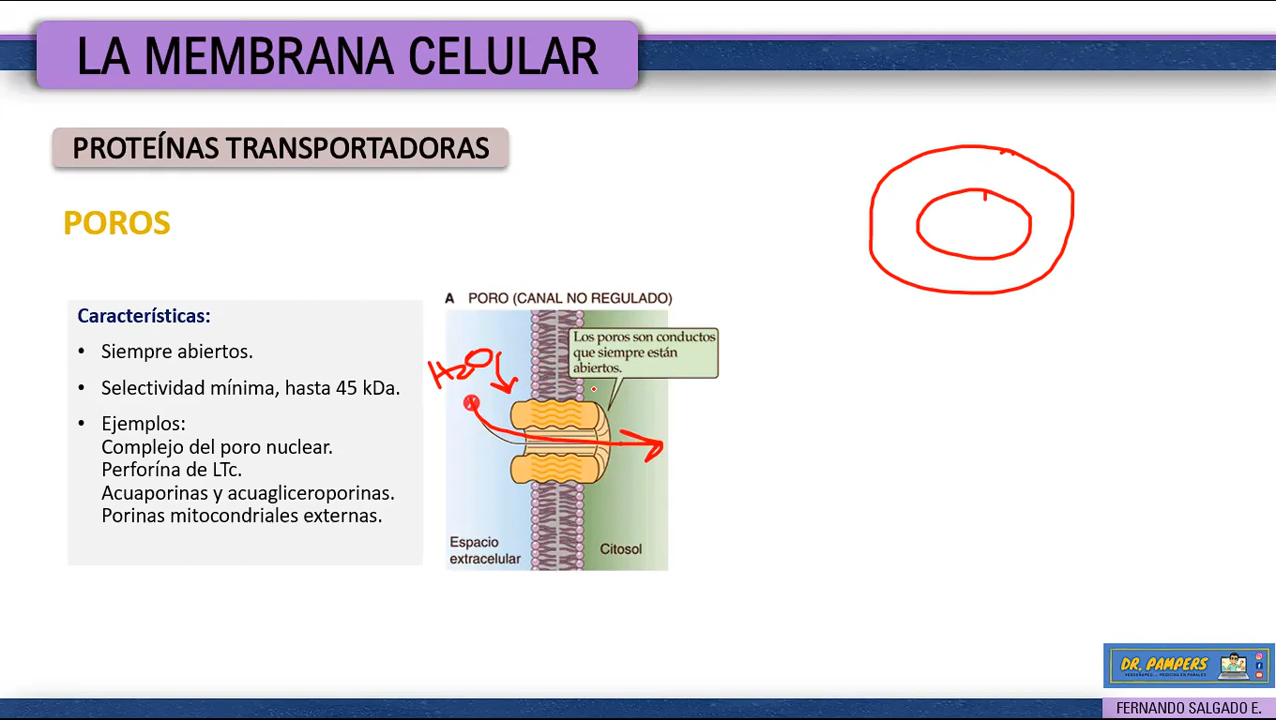 LA MEMBRANA CELULAR
PROTEÍNAS TRANSPORTADORAS
POROS
Características:
• Siempre abiertos.
• Selectividad mínima, hasta 45 kDa.
• Ejemplos:
Complejo del poro nuclear.
Perforína de LTc.
Acuaporinas y acuagliceroporinas.
Porinas mitocondriales externas.
A PORO (CANAL NO REGULADO)
Los poros son conductos
que siempre están
abiertos.
H2O
Espacio
extracelular
Citosol
DR. PAMPERS
FERNANDO SALGADO E.